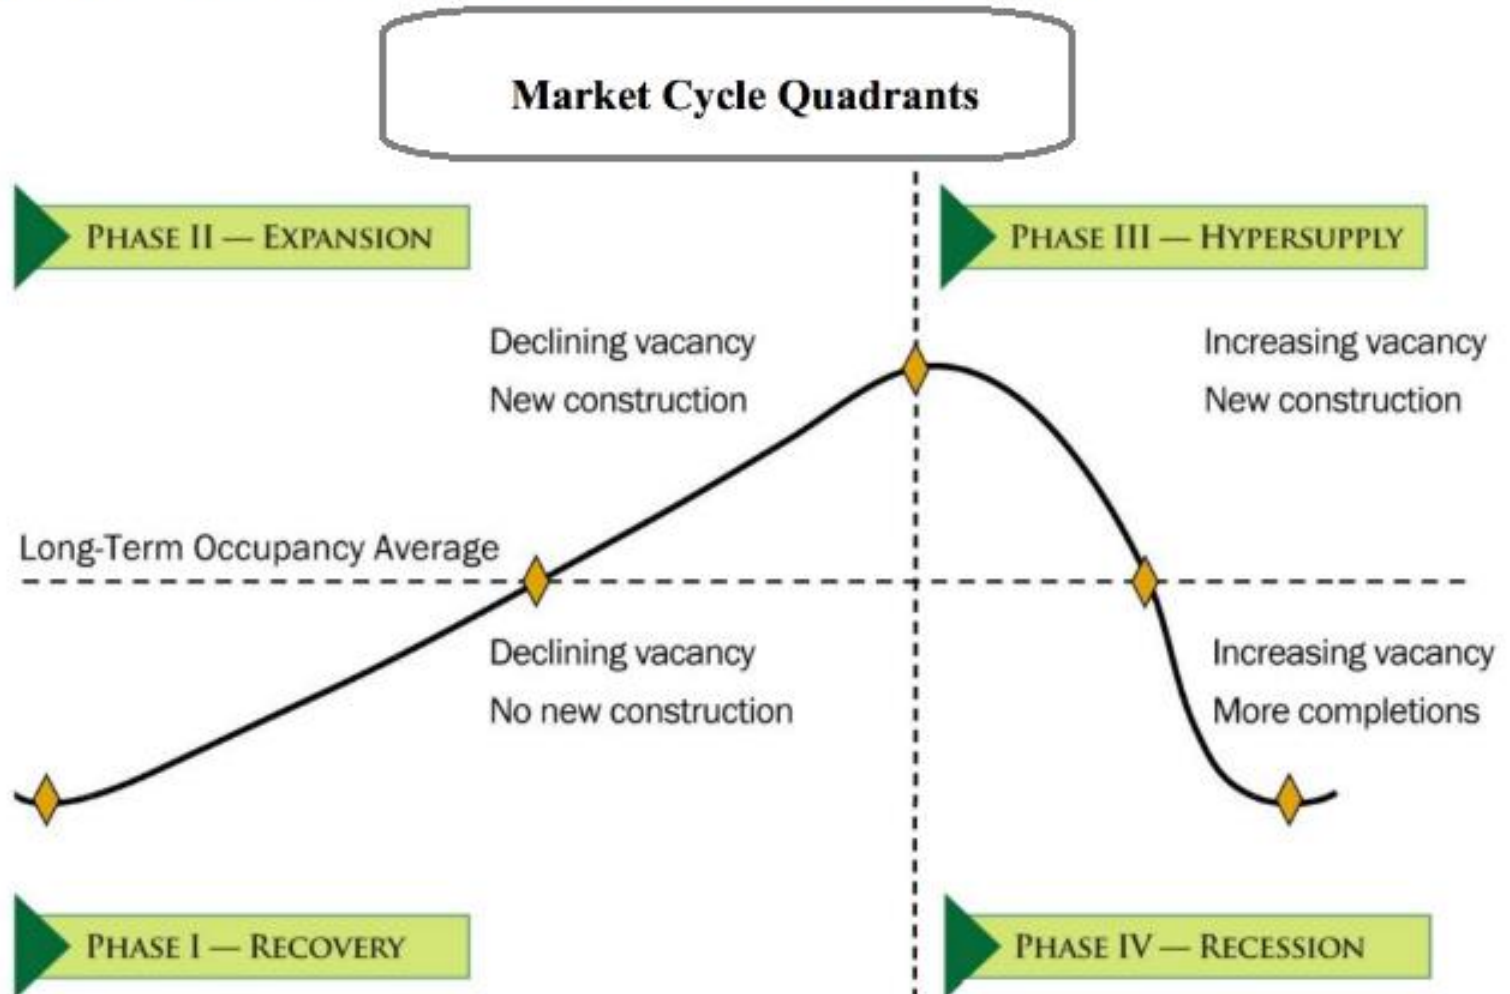 Market Cycle Quadrants
PHASE II — EXPANSION
PHASE III — HYPERSUPPLY
Declining vacancy
New construction
Increasing vacancy
New construction
Long-Term Occupancy Average
Declining vacancy
No new construction
Increasing vacancy
More completions
PHASE I — RECOVERY
PHASE IV — RECESSION